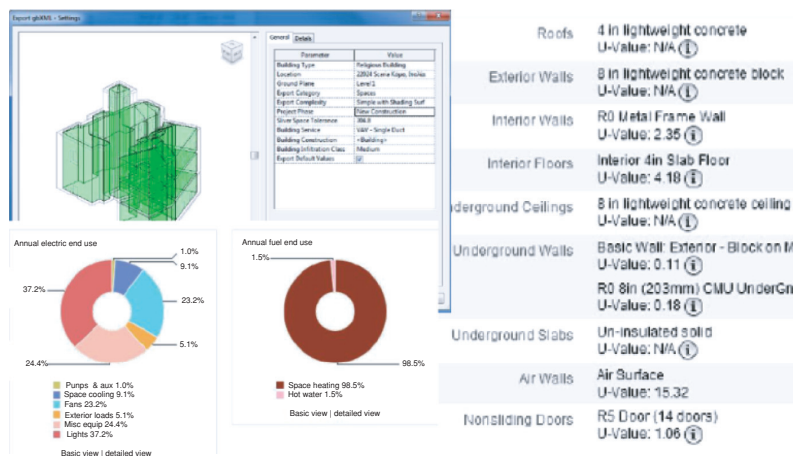 Export gbXML - Settings
General Details
Parameter Value
Building Type Religious Building
Location 22024 Scena Kope,
Ground Plane Level 1
Export Category Spaces
Export Complexity Simple with Shading Surf
Project Phase New Construction
Sliver Space Tolerance
Building Service VAV - Single Duct
Building Construction <Building>
Building Infiltration Class Medium
Export Default Values
Annual electric end use
1.0%
9.1%
37.2%
23.2%
5.1%
24.4%
Punps & aux 1.0%
Space cooling 9.1%
Fans 23.2%
Exterior loads 5.1%
Misc equip 24.4%
Lights 37.2%
Basic view | detailed view
Annual fuel end use
1.5%
98.5%
Space heating 98.5%
Hot water 1.5%
Basic view | detailed view
Roofs 4 in lightweight concrete
U-Value: N/A i
Exterior Walls 8 in lightweight concrete block
U-Value: N/A i
Interior Walls R0 Metal Frame Wall
U-Value: 2.35 i
Interior Floors Interior 4in Slab Floor
U-Value: 4.18 i
nderground Ceilings 8 in lightweight concrete ceiling
U-Value: N/A i
Underground Walls Basic Wall: Exterior - Block on M
U-Value: 0.11 i
R0 8in (203mm) CMU UnderGr
U-Value: 0.18 i
Underground Slabs Un-insulated solid
U-Value: N/A i
Air Walls Air Surface
U-Value: 15.32
Nonsliding Doors R5 Door (14 doors)
U-Value: 1.06 i